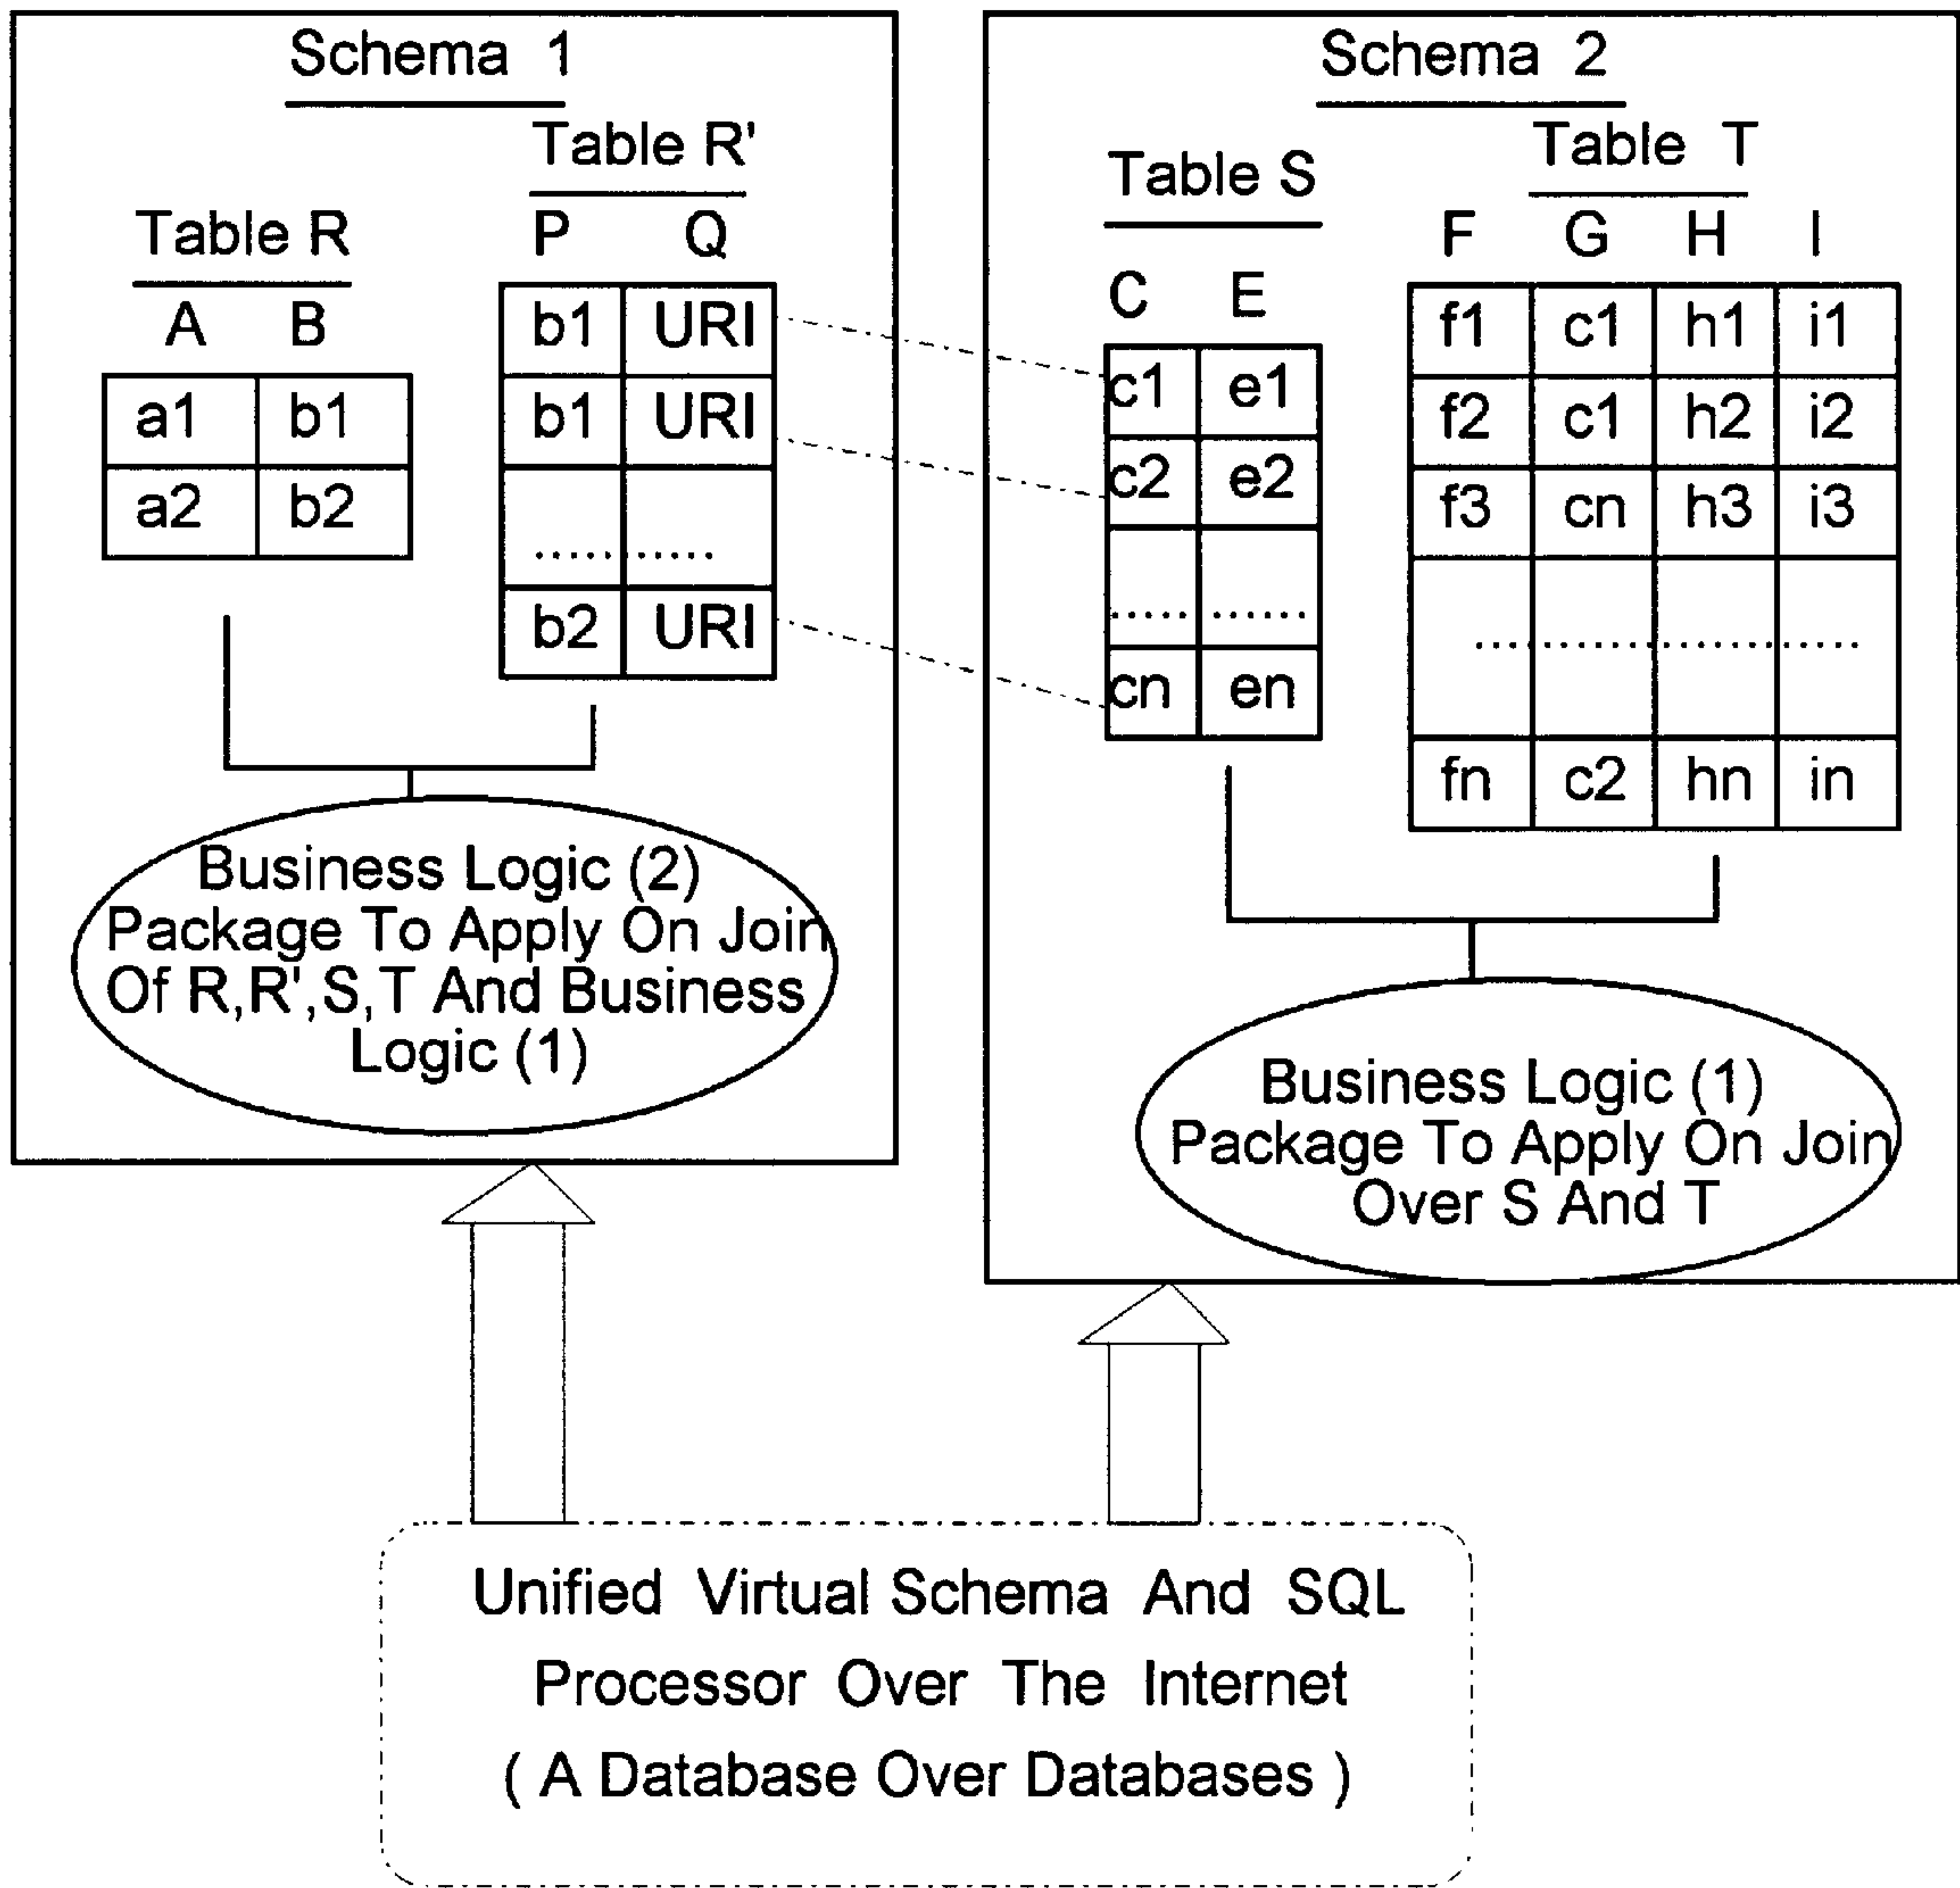 Schema 1
Table R'
Table R
P Q
A B
b1 URI
b1 URI
..............
b2 URI
a1 b1
a2 b2
Business Logic (2)
Package To Apply On Join
Of R,R',S,T And Business
Logic (1)
Schema 2
Table T
Table S
F G H I
C E
c1 e1
c2 e2
..... ......
cn en
f1 c1 h1 i1
f2 c1 h2 i2
f3 cn h3 i3
..........................
fn c2 hn in
Business Logic (1)
Package To Apply On Join
Over S And T
Unified Virtual Schema And SQL
Processor Over The Internet
( A Database Over Databases )